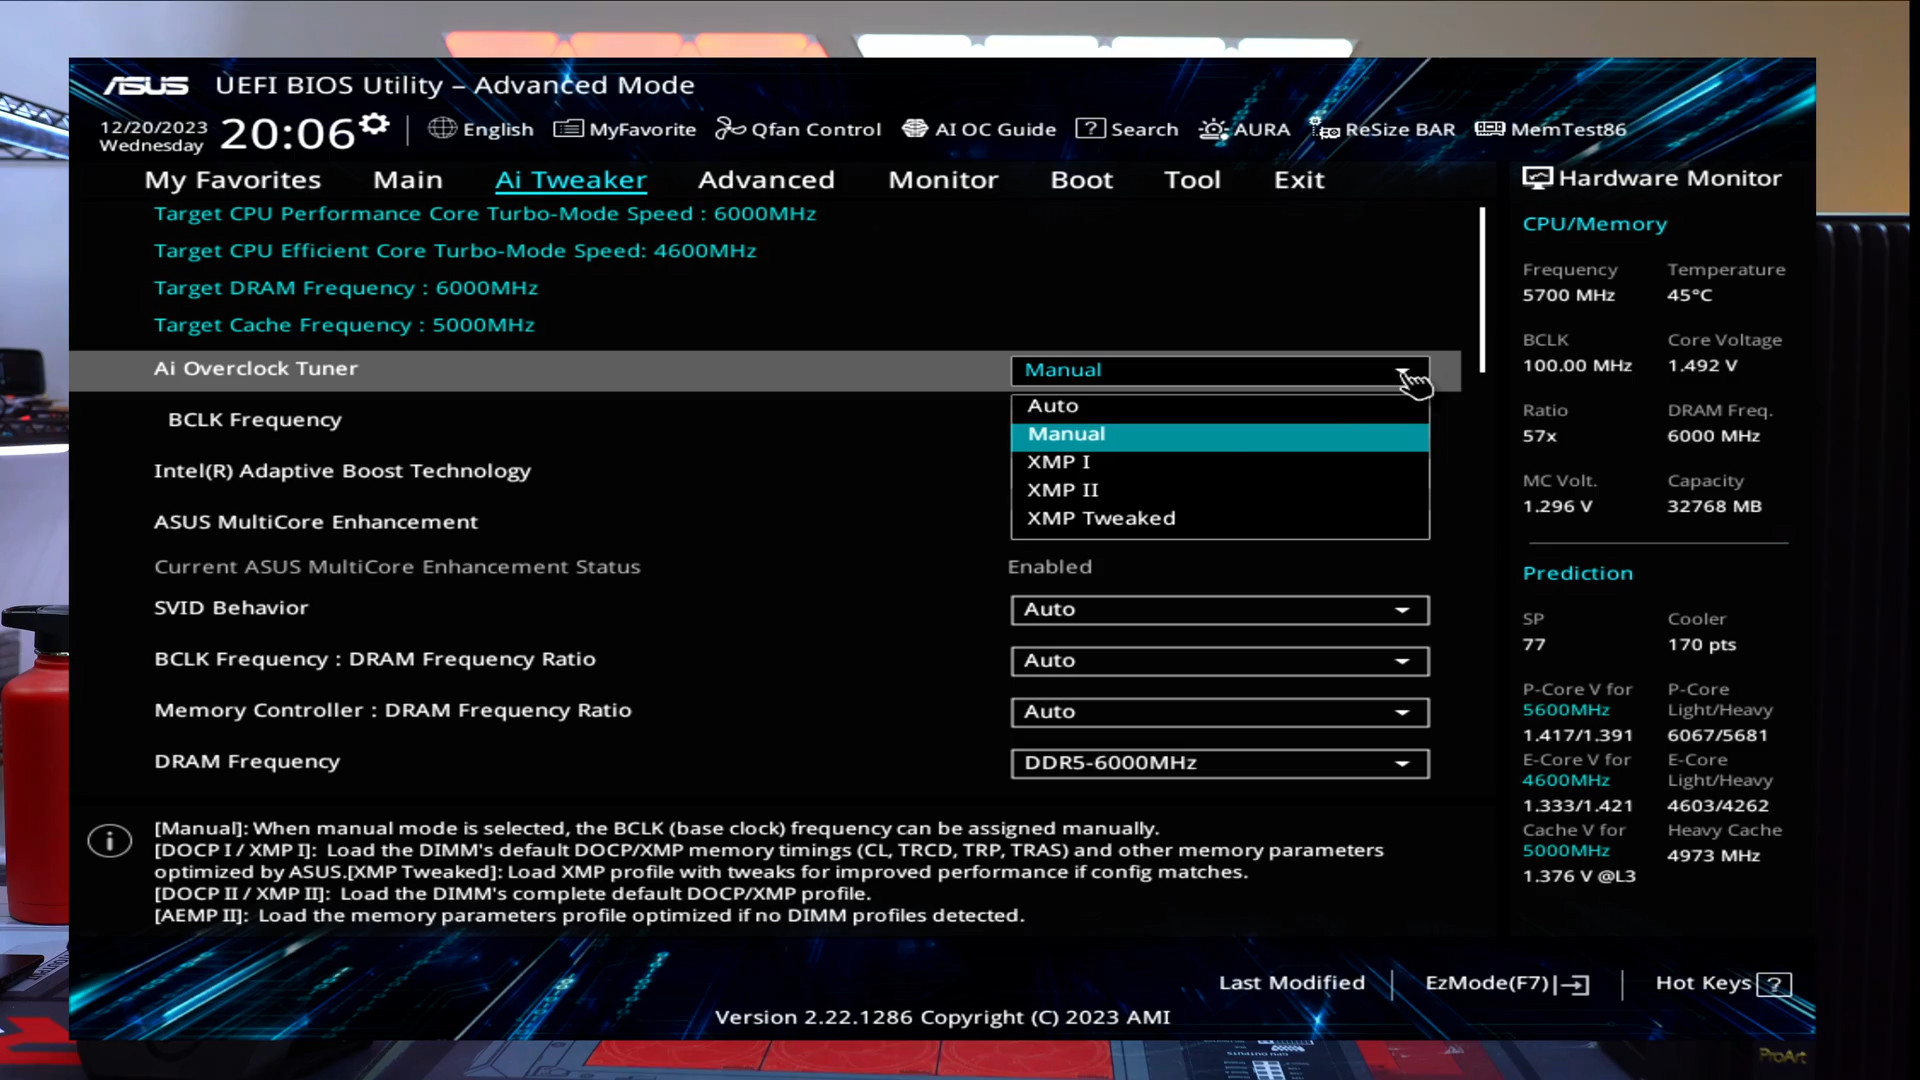 ASUS UEFI BIOS Utility – Advanced Mode
12/20/2023
Wednesday
20:06
English
MyFavorite
Qfan Control
AI OC Guide
? Search
AURA
ReSize BAR
MemTest86
My Favorites
Main
Ai Tweaker
Advanced
Monitor
Boot
Tool
Exit
Target CPU Performance Core Turbo-Mode Speed : 6000MHz
Target CPU Efficient Core Turbo-Mode Speed: 4600MHz
Target DRAM Frequency : 6000MHz
Target Cache Frequency : 5000MHz
Ai Overclock Tuner
Manual
Auto
Manual
XMP I
XMP II
XMP Tweaked
BCLK Frequency
Intel(R) Adaptive Boost Technology
ASUS MultiCore Enhancement
Current ASUS MultiCore Enhancement Status
Enabled
SVID Behavior
Auto
BCLK Frequency : DRAM Frequency Ratio
Auto
Memory Controller : DRAM Frequency Ratio
Auto
DRAM Frequency
DDR5-6000MHz
[Manual]: When manual mode is selected, the BCLK (base clock) frequency can be assigned manually.
[DOCP I / XMP I]:  Load the DIMM's default DOCP/XMP memory timings (CL, TRCD, TRP, TRAS) and other memory parameters
optimized by ASUS.[XMP Tweaked]: Load XMP profile with tweaks for improved performance if config matches.
[DOCP II / XMP II]:  Load the DIMM's complete default DOCP/XMP profile.
[AEMP II]:  Load the memory parameters profile optimized if no DIMM profiles detected.
Hardware Monitor
CPU/Memory
Frequency Temperature
5700 MHz 45°C
BCLK Core Voltage
100.00 MHz 1.492 V
Ratio DRAM Freq.
57x 6000 MHz
MC Volt. Capacity
1.296 V 32768 MB
Prediction
SP Cooler
77 170 pts
P-Core V for P-Core
5600MHz Light/Heavy
1.417/1.391 6067/5681
E-Core V for E-Core
4600MHz Light/Heavy
1.333/1.421 4603/4262
Cache V for Heavy Cache
5000MHz 4973 MHz
1.376 V @L3
Last Modified
EzMode(F7)
Hot Keys ?
Version 2.22.1286 Copyright (C) 2023 AMI
ProArt